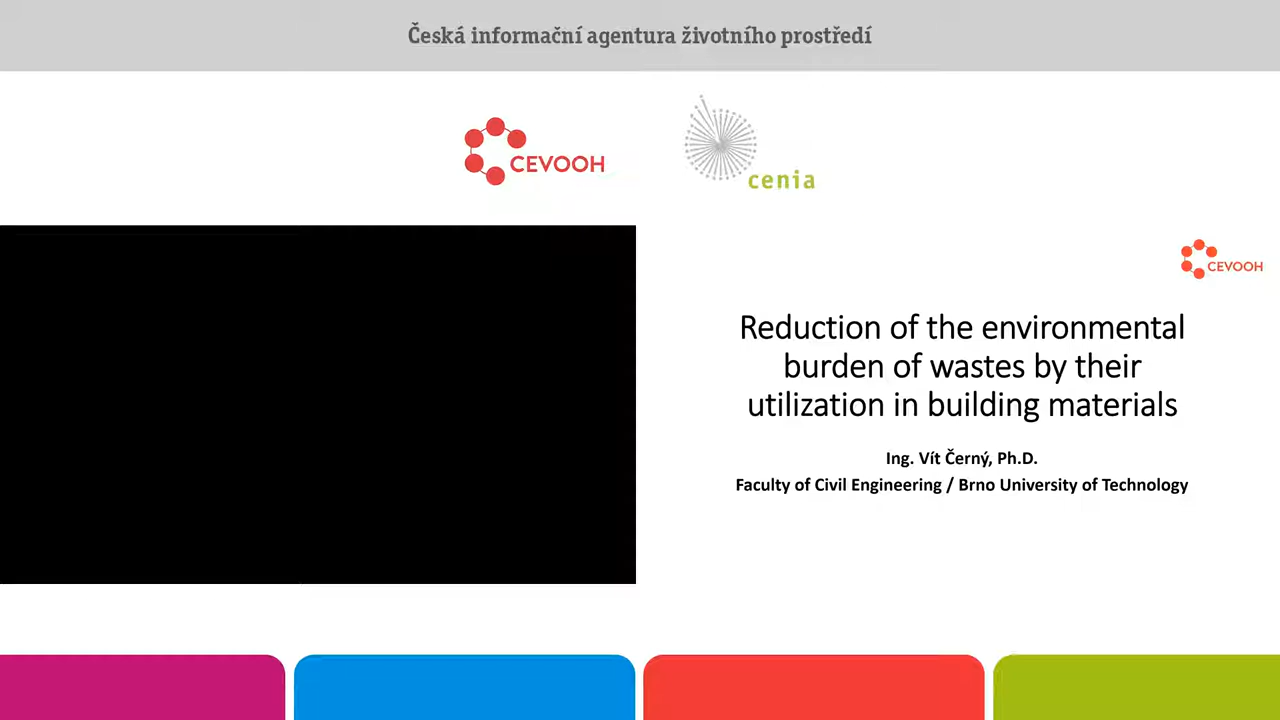 Česká informační agentura životního prostředí
CEVOOH
cenia
CEVOOH
Reduction of the environmental
burden of wastes by their
utilization in building materials
Ing. Vít Černý, Ph.D.
Faculty of Civil Engineering / Brno University of Technology